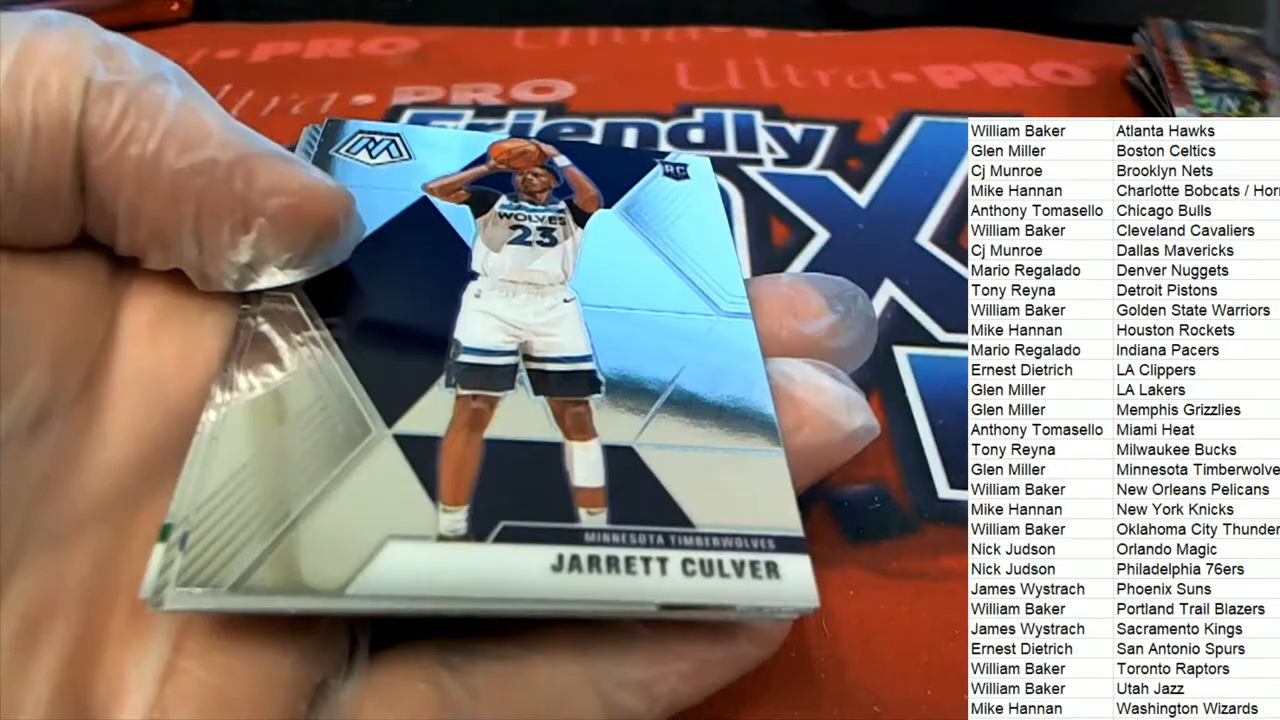 Ultra PRO
Ultra PRO
Ultra PRO
Friendly
M
RC
WOLVES
23
MINNESOTA TIMBERWOLVES
JARRETT CULVER
William Baker Atlanta Hawks
Glen Miller Boston Celtics
Cj Munroe Brooklyn Nets
Mike Hannan Charlotte Bobcats / Hor
Anthony Tomasello Chicago Bulls
William Baker Cleveland Cavaliers
Cj Munroe Dallas Mavericks
Mario Regalado Denver Nuggets
Tony Reyna Detroit Pistons
William Baker Golden State Warriors
Mike Hannan Houston Rockets
Mario Regalado Indiana Pacers
Ernest Dietrich LA Clippers
Glen Miller LA Lakers
Glen Miller Memphis Grizzlies
Anthony Tomasello Miami Heat
Tony Reyna Milwaukee Bucks
Glen Miller Minnesota Timberwolve
William Baker New Orleans Pelicans
Mike Hannan New York Knicks
William Baker Oklahoma City Thunder
Nick Judson Orlando Magic
Nick Judson Philadelphia 76ers
James Wystrach Phoenix Suns
William Baker Portland Trail Blazers
James Wystrach Sacramento Kings
Ernest Dietrich San Antonio Spurs
William Baker Toronto Raptors
William Baker Utah Jazz
Mike Hannan Washington Wizards